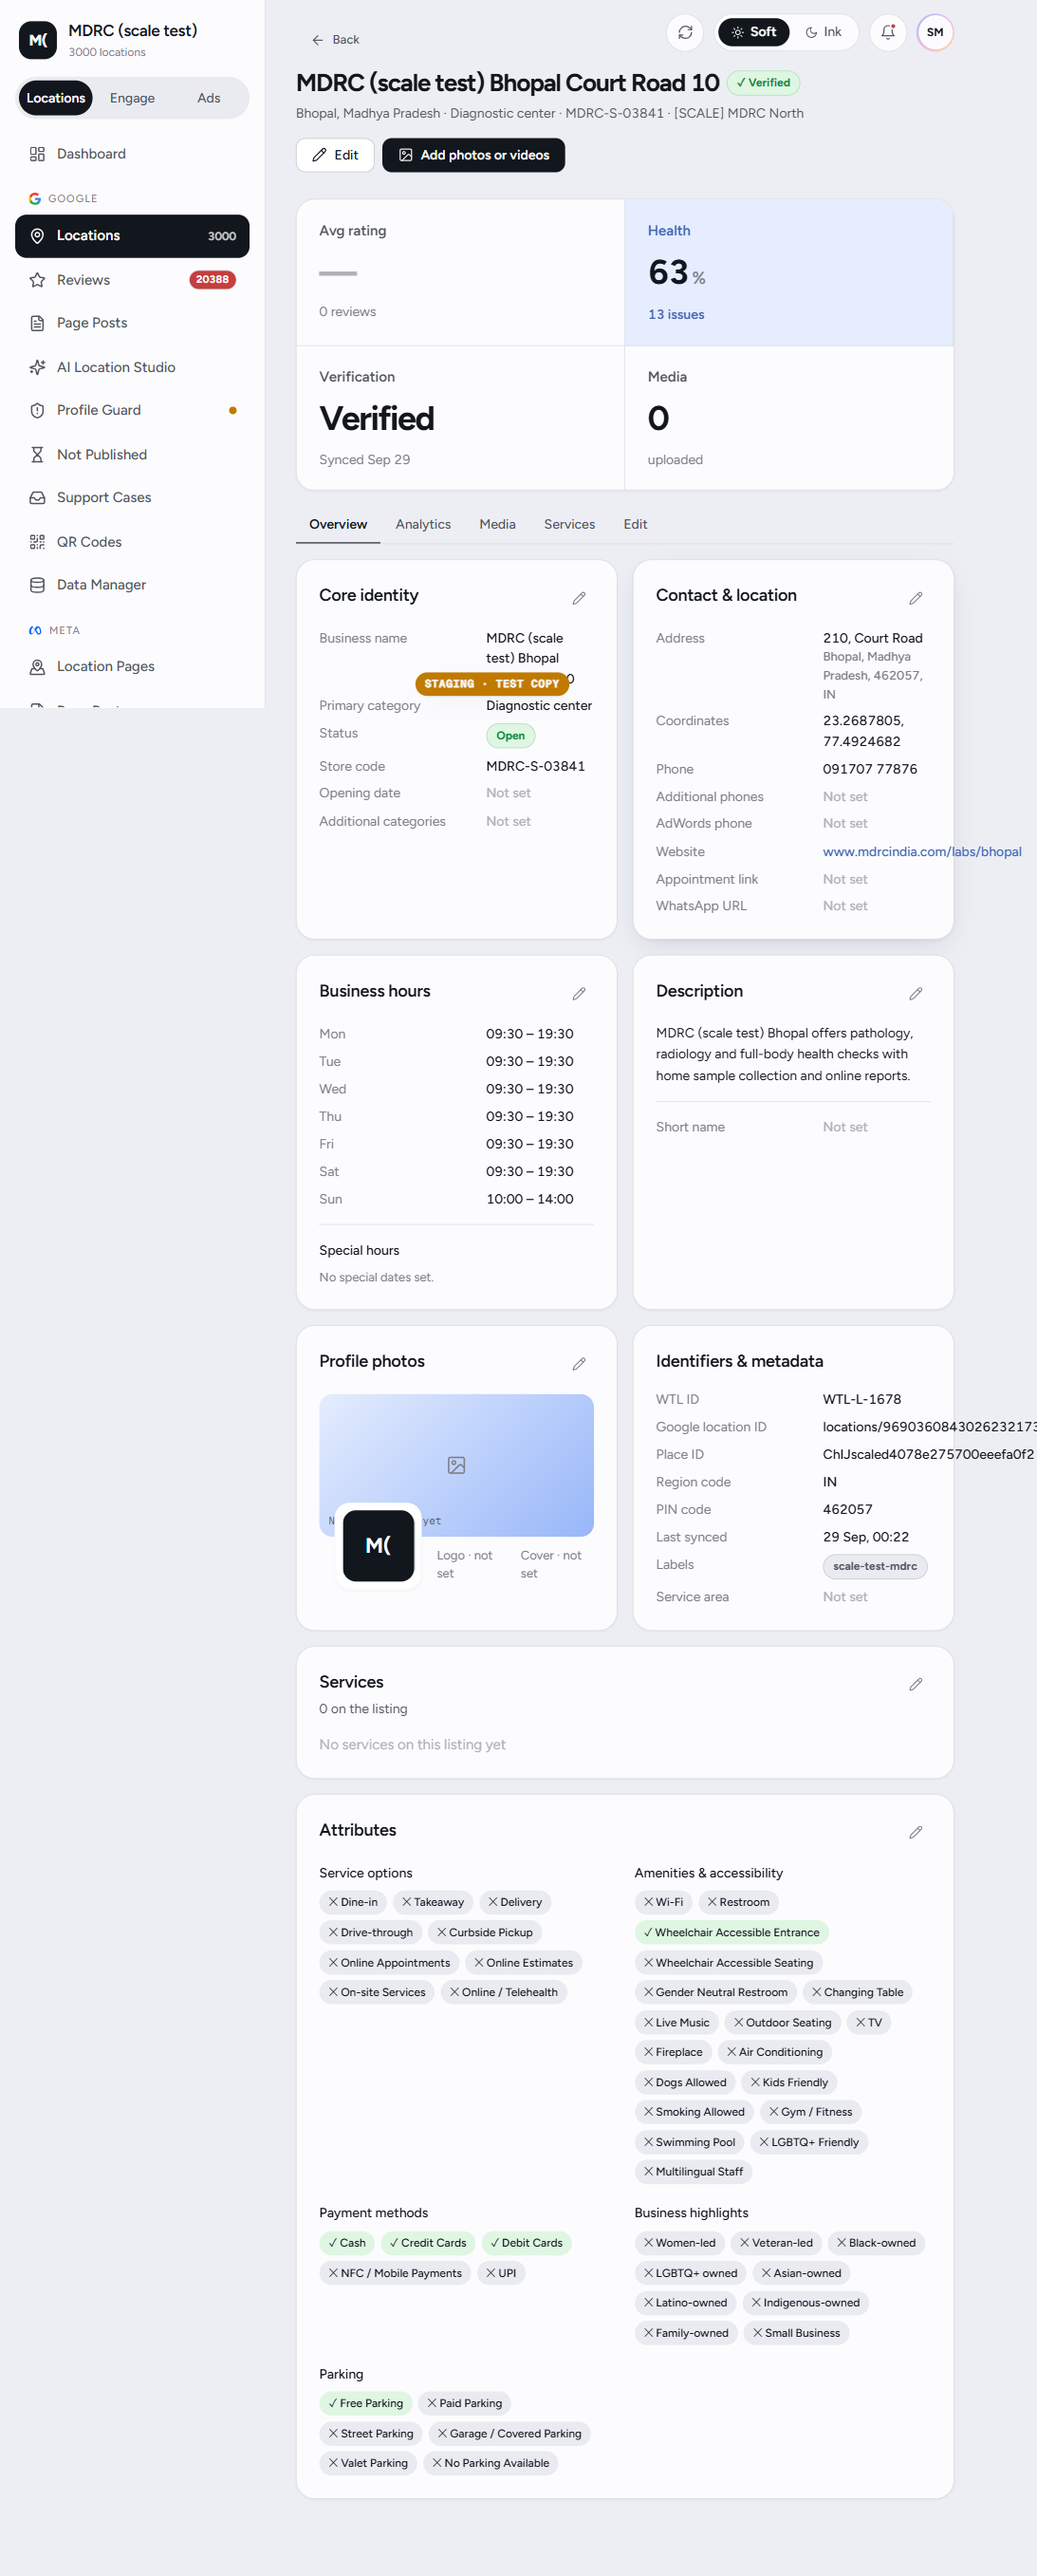 M(
MDRC (scale test)
3000 locations
Locations
Engage
Ads
Dashboard
GOOGLE
Locations
3000
Reviews
20388
Page Posts
AI Location Studio
Profile Guard
Not Published
Support Cases
QR Codes
Data Manager
META
Location Pages
Back
Soft
Ink
SM
MDRC (scale test) Bhopal Court Road 10
✓ Verified
Bhopal, Madhya Pradesh · Diagnostic center · MDRC-S-03841 · [SCALE] MDRC North
Edit
Add photos or videos
Avg rating
—
0 reviews
Health
63 %
13 issues
Verification
Verified
Synced Sep 29
Media
0
uploaded
Overview
Analytics
Media
Services
Edit
Core identity
Business name
MDRC (scale
test) Bhopal
0
STAGING · TEST COPY
Primary category
Diagnostic center
Status
Open
Store code
MDRC-S-03841
Opening date
Not set
Additional categories
Not set
Contact & location
Address
210, Court Road
Bhopal, Madhya
Pradesh, 462057,
IN
Coordinates
23.2687805,
77.4924682
Phone
091707 77876
Additional phones
Not set
AdWords phone
Not set
Website
www.mdrcindia.com/labs/bhopal
Appointment link
Not set
WhatsApp URL
Not set
Business hours
Mon
09:30 – 19:30
Tue
09:30 – 19:30
Wed
09:30 – 19:30
Thu
09:30 – 19:30
Fri
09:30 – 19:30
Sat
09:30 – 19:30
Sun
10:00 – 14:00
Special hours
No special dates set.
Description
MDRC (scale test) Bhopal offers pathology,
radiology and full-body health checks with
home sample collection and online reports.
Short name
Not set
Profile photos
yet
M(
Logo · not
set
Cover · not
set
Identifiers & metadata
WTL ID
WTL-L-1678
Google location ID
locations/9690360843026232173
Place ID
ChIJscaled4078e275700eeefa0f2
Region code
IN
PIN code
462057
Last synced
29 Sep, 00:22
Labels
scale-test-mdrc
Service area
Not set
Services
0 on the listing
No services on this listing yet
Attributes
Service options
✕ Dine-in ✕ Takeaway ✕ Delivery
✕ Drive-through ✕ Curbside Pickup
✕ Online Appointments ✕ Online Estimates
✕ On-site Services ✕ Online / Telehealth
Amenities & accessibility
✕ Wi-Fi ✕ Restroom
✓ Wheelchair Accessible Entrance
✕ Wheelchair Accessible Seating
✕ Gender Neutral Restroom ✕ Changing Table
✕ Live Music ✕ Outdoor Seating ✕ TV
✕ Fireplace ✕ Air Conditioning
✕ Dogs Allowed ✕ Kids Friendly
✕ Smoking Allowed ✕ Gym / Fitness
✕ Swimming Pool ✕ LGBTQ+ Friendly
✕ Multilingual Staff
Payment methods
✓ Cash ✓ Credit Cards ✓ Debit Cards
✕ NFC / Mobile Payments ✕ UPI
Business highlights
✕ Women-led ✕ Veteran-led ✕ Black-owned
✕ LGBTQ+ owned ✕ Asian-owned
✕ Latino-owned ✕ Indigenous-owned
✕ Family-owned ✕ Small Business
Parking
✓ Free Parking ✕ Paid Parking
✕ Street Parking ✕ Garage / Covered Parking
✕ Valet Parking ✕ No Parking Available